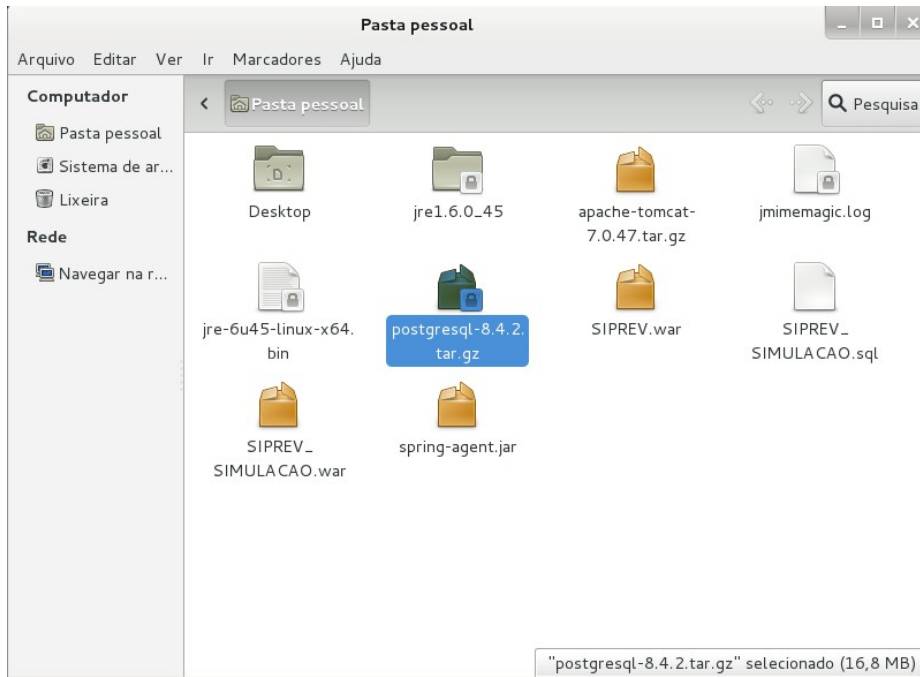 Pasta pessoal
Arquivo Editar Ver Ir Marcadores Ajuda
Computador
Pasta pessoal
Sistema de ar...
Lixeira
Rede
Navegar na r...
Pasta pessoal
Pesquisa
Desktop
jre1.6.0_45
apache-tomcat-
7.0.47.tar.gz
jmimemagic.log
jre-6u45-linux-x64.
bin
postgresql-8.4.2.
tar.gz
SIPREV.war
SIPREV_
SIMULACAO.sql
SIPREV_
SIMULACAO.war
spring-agent.jar
"postgresql-8.4.2.tar.gz" selecionado (16,8 MB)